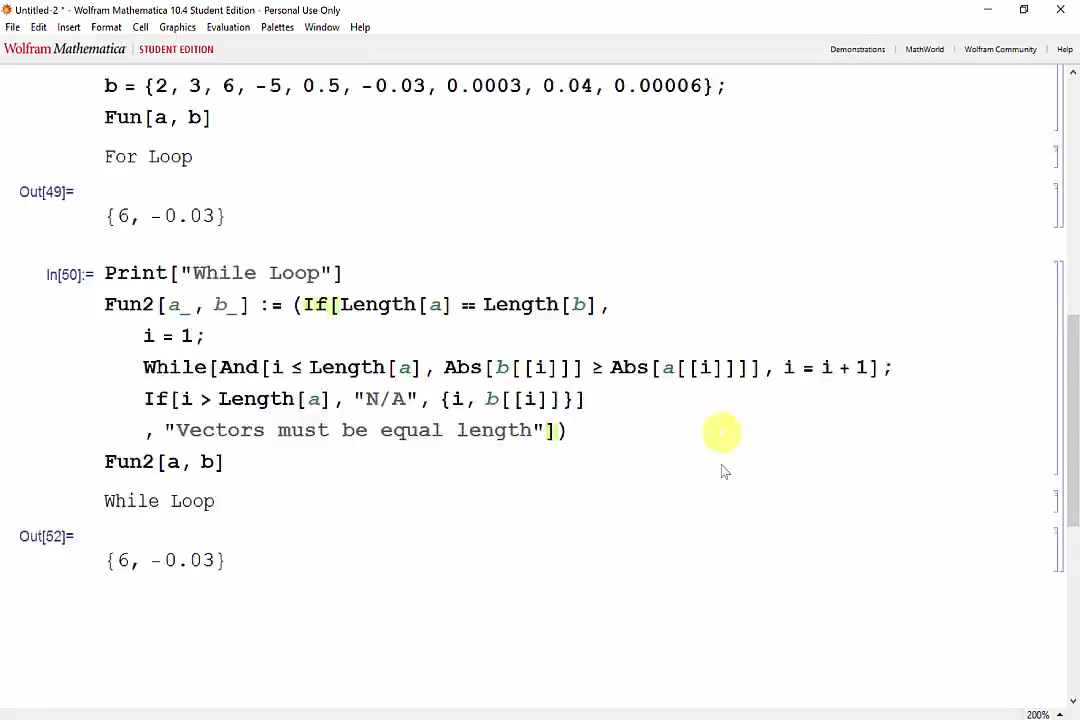 Untitled-2 * - Wolfram Mathematica 10.4 Student Edition - Personal Use Only
File Edit Insert Format Cell Graphics Evaluation Palettes Window Help
Wolfram Mathematica | STUDENT EDITION Demonstrations MathWorld Wolfram Community Help
b = {2, 3, 6, -5, 0.5, -0.03, 0.0003, 0.04, 0.00006};
Fun[a, b]
For Loop
Out[49]=
{6, -0.03}
In[50]:= Print["While Loop"]
Fun2[a_, b_] := (If[Length[a] == Length[b],
i = 1;
While[And[i ≤ Length[a], Abs[b[[i]]] ≥ Abs[a[[i]]]], i = i + 1];
If[i > Length[a], "N/A", {i, b[[i]]}]
, "Vectors must be equal length"])
Fun2[a, b]
While Loop
Out[52]=
{6, -0.03}
200%